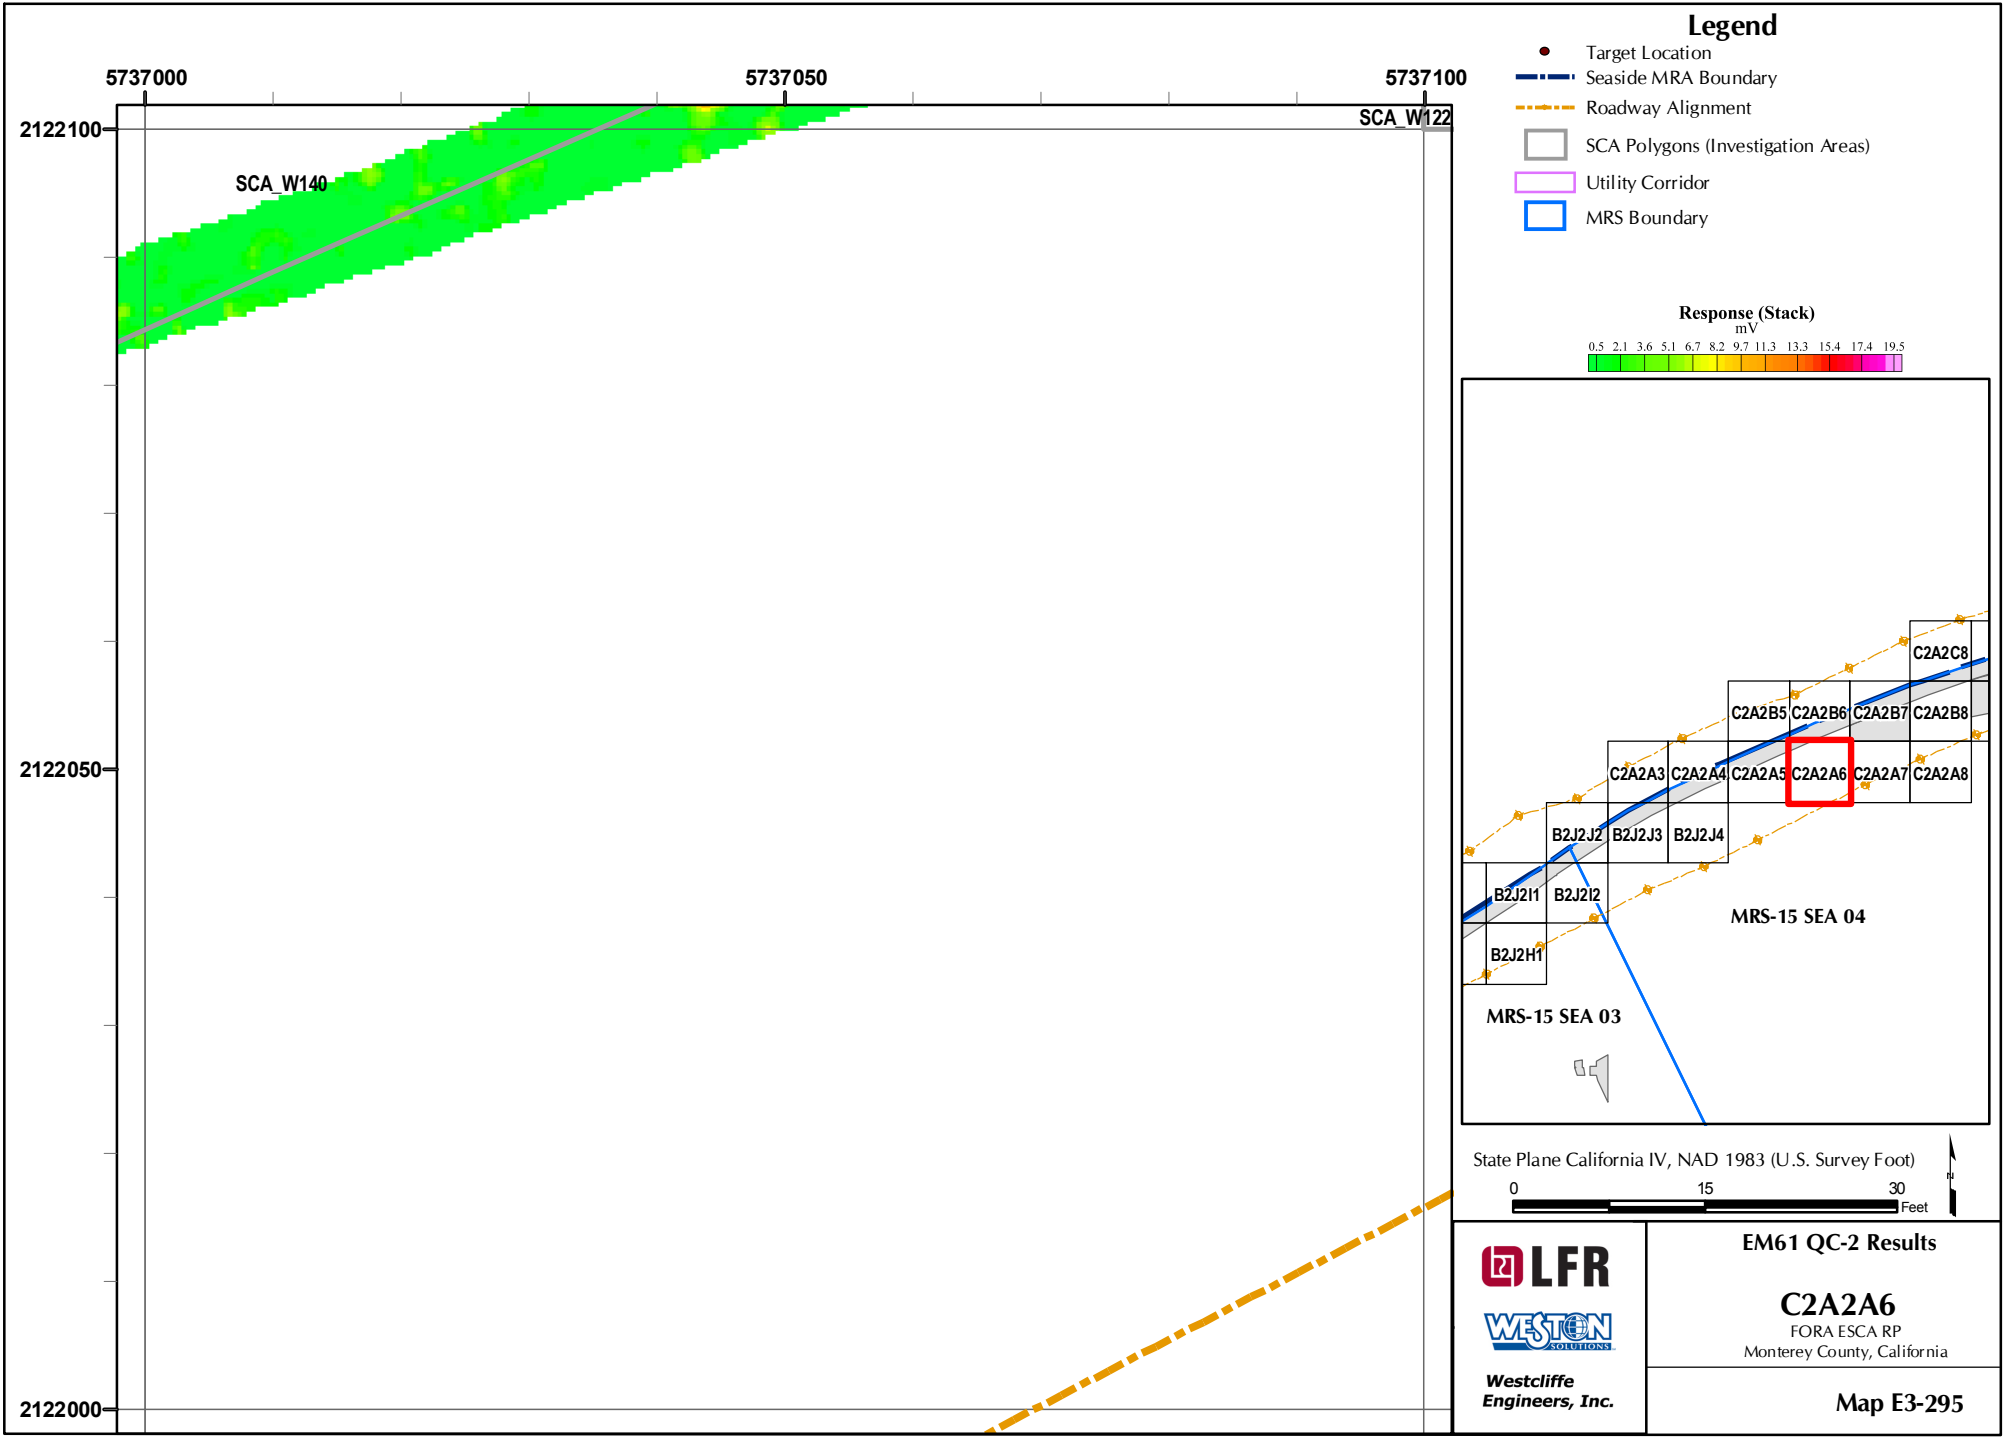 5737000
5737050
5737100
2122100
2122050
2122000
SCA_W140
SCA_W122
Legend
Target Location
Seaside MRA Boundary
Roadway Alignment
SCA Polygons (Investigation Areas)
Utility Corridor
MRS Boundary
Response (Stack)
mV
0.5 2.1 3.6 5.1 6.7 8.2 9.7 11.3 13.3 15.4 17.4 19.5
C2A2C8
C2A2B5 C2A2B6 C2A2B7 C2A2B8
C2A2A3 C2A2A4 C2A2A5 C2A2A6 C2A2A7 C2A2A8
B2J2J2 B2J2J3 B2J2J4
B2J2I1 B2J2I2
MRS-15 SEA 04
B2J2H1
MRS-15 SEA 03
State Plane California IV, NAD 1983 (U.S. Survey Foot)
0 15 30
Feet
N
LFR
WESTON
SOLUTIONS
Westcliffe
Engineers, Inc.
EM61 QC-2 Results
C2A2A6
FORA ESCA RP
Monterey County, California
Map E3-295